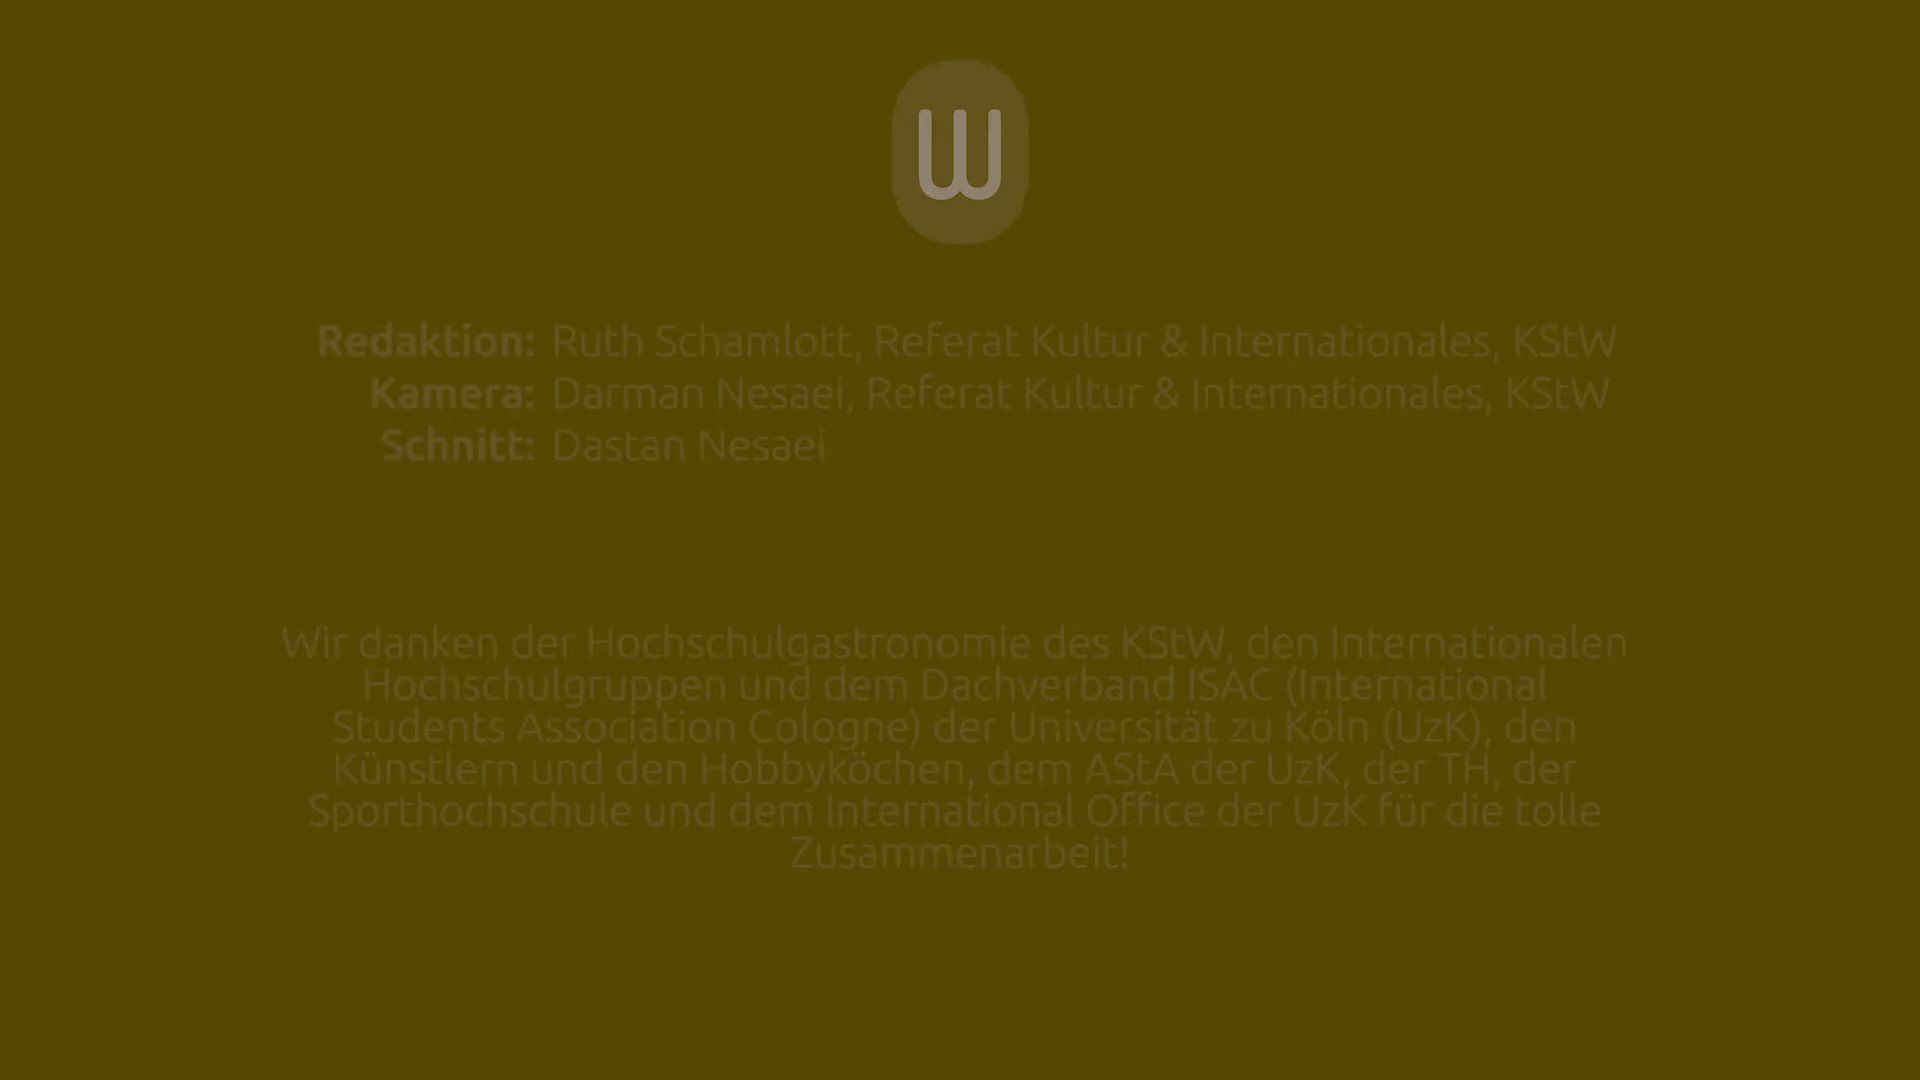 W
Redaktion: Ruth Schamlott, Referat Kultur & Internationales, KStW
Kamera: Darman Nesaei, Referat Kultur & Internationales, KStW
Schnitt: Dastan Nesaei
Wir danken der Hochschulgastronomie des KStW, den Internationalen
Hochschulgruppen und dem Dachverband ISAC (International
Students Association Cologne) der Universität zu Köln (UzK), den
Künstlern und den Hobbyköchen, dem AStA der UzK, der TH, der
Sporthochschule und dem International Office der UzK für die tolle
Zusammenarbeit!